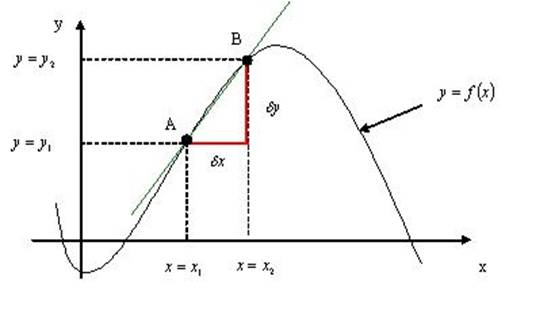 y
B
y = y₂
δy
y = f(x)
A
y = y₁
δx
x = x₁
x = x₂
x